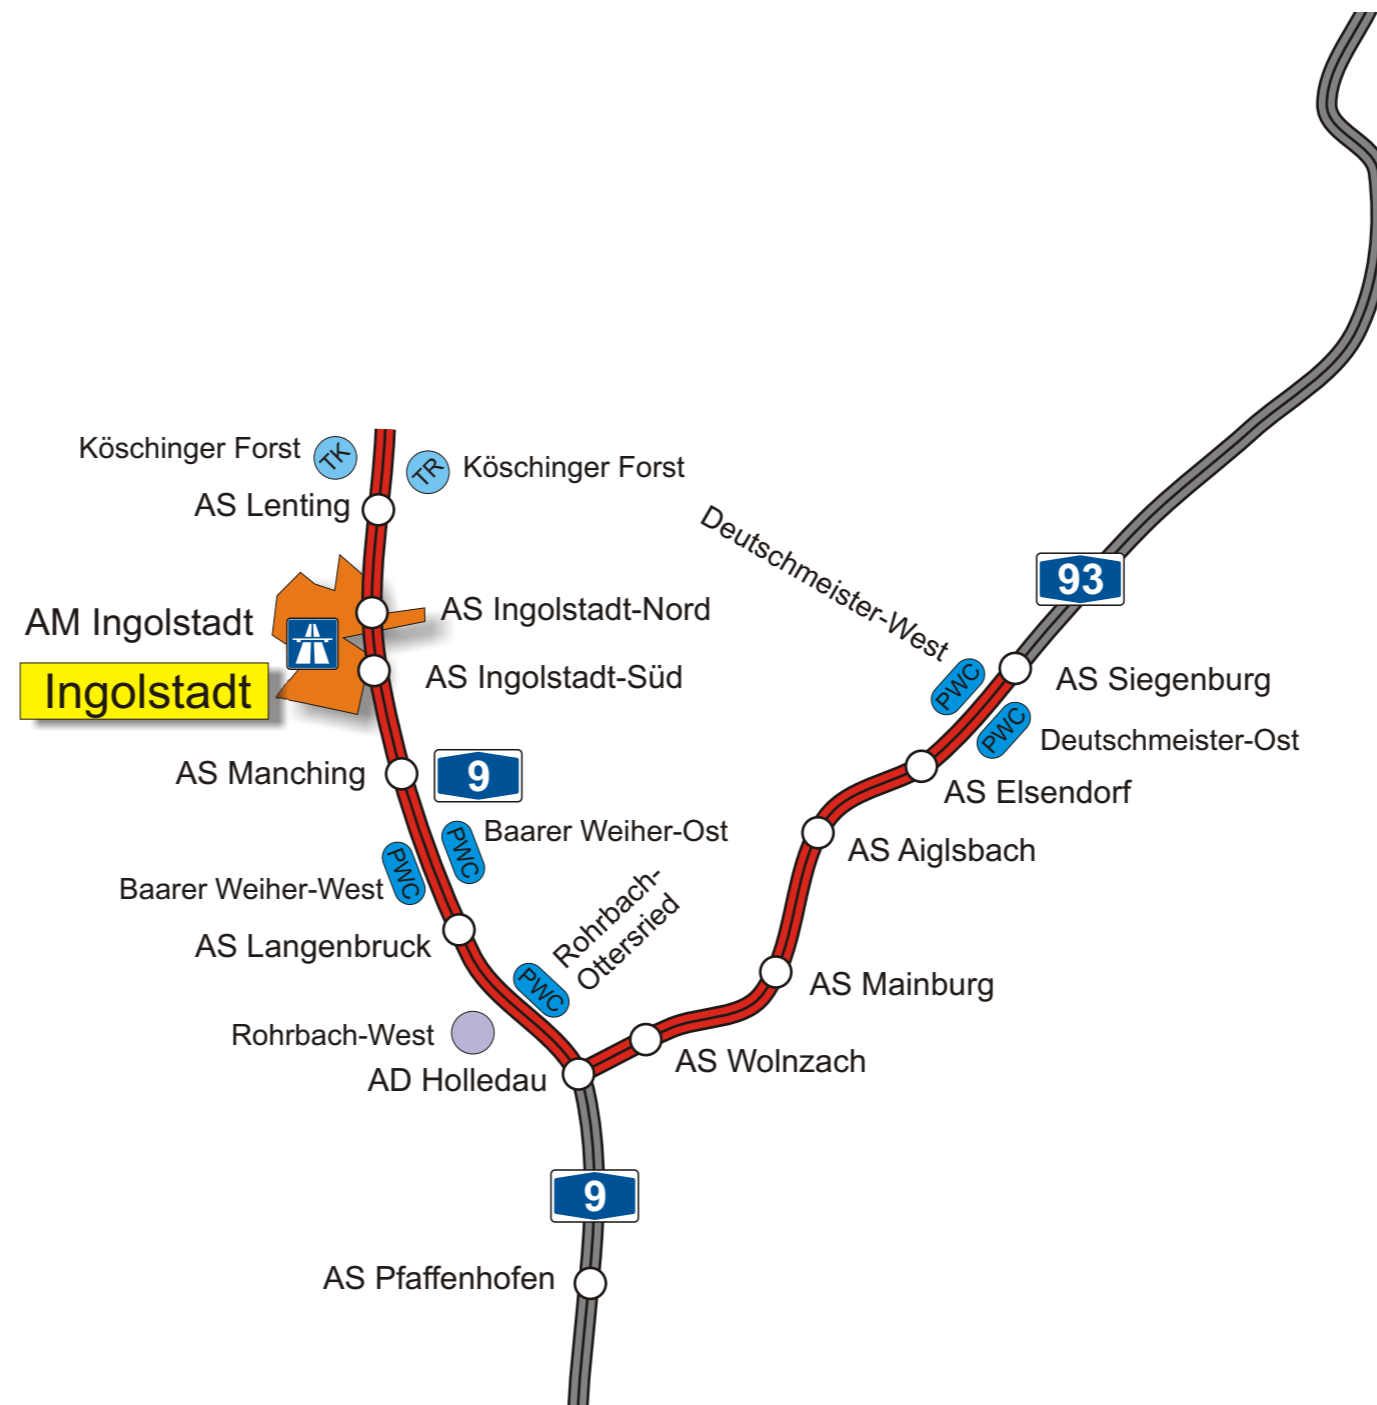 Köschinger Forst
TK
TR
Köschinger Forst
AS Lenting
Deutschmeister-West
93
AM Ingolstadt
AS Ingolstadt-Nord
Ingolstadt
AS Ingolstadt-Süd
PWC
AS Siegenburg
PWC
Deutschmeister-Ost
AS Manching
9
AS Elsendorf
Baarer Weiher-Ost
PWC
AS Aiglsbach
PWC
Baarer Weiher-West
Rohrbach-
Ottersried
AS Langenbruck
PWC
AS Mainburg
Rohrbach-West
AS Wolnzach
AD Holledau
9
AS Pfaffenhofen